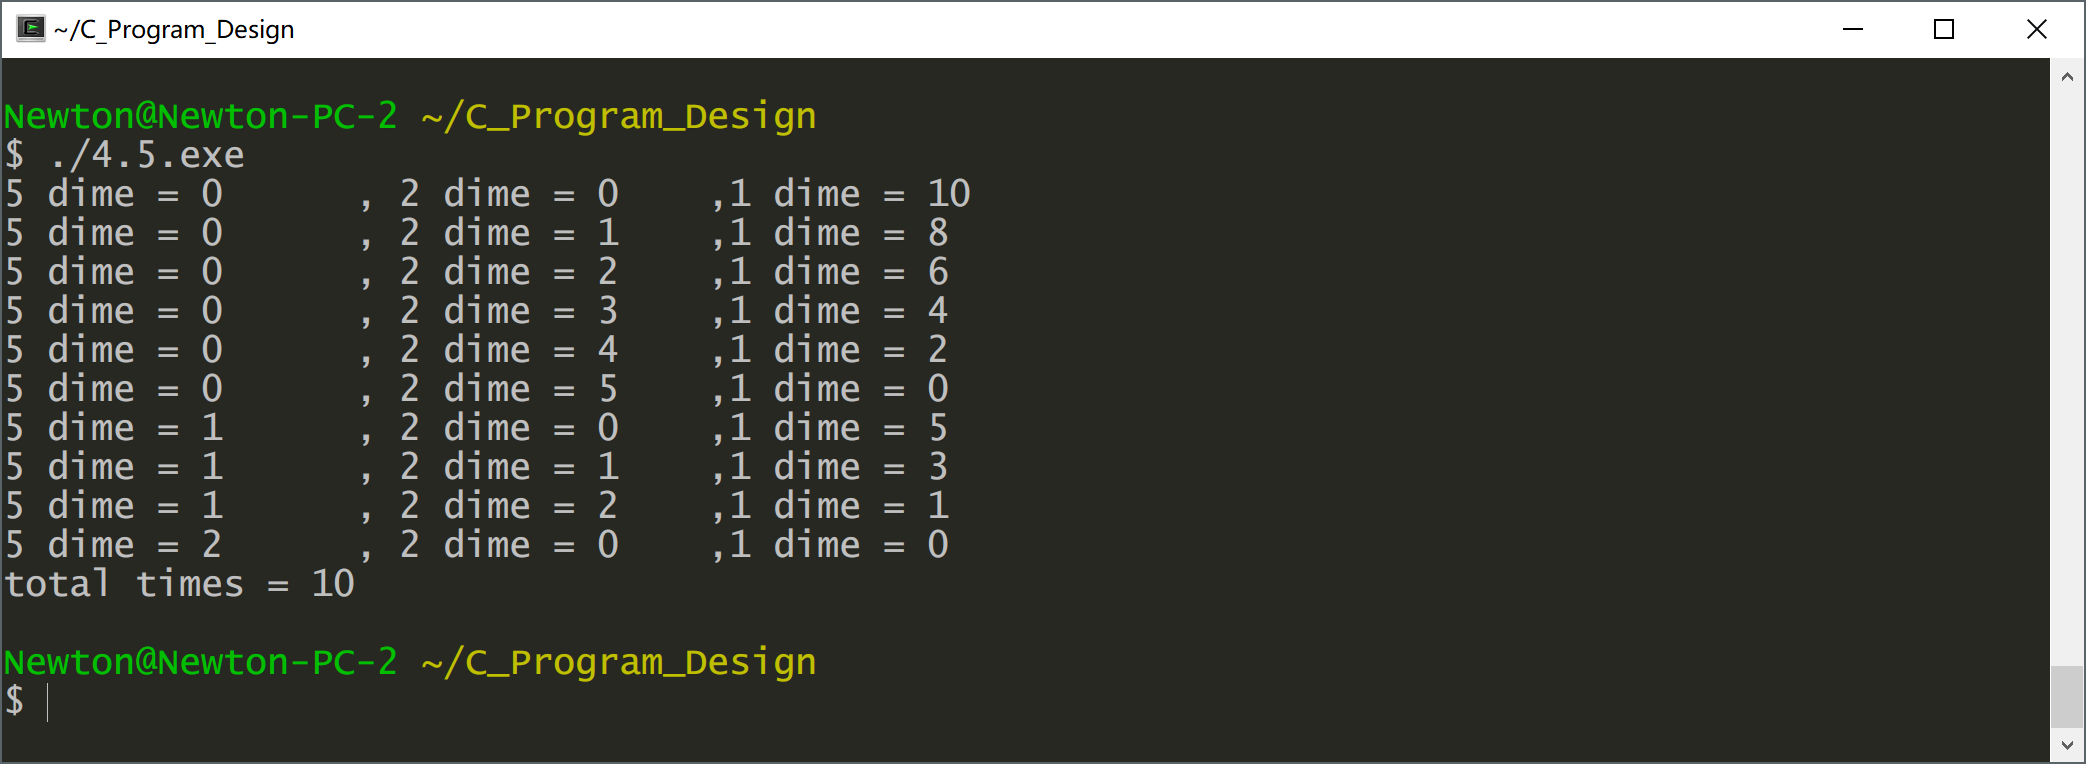 ~/C_Program_Design
Newton@Newton-PC-2 ~/C_Program_Design
$ ./4.5.exe
5 dime = 0      , 2 dime = 0    ,1 dime = 10
5 dime = 0      , 2 dime = 1    ,1 dime = 8
5 dime = 0      , 2 dime = 2    ,1 dime = 6
5 dime = 0      , 2 dime = 3    ,1 dime = 4
5 dime = 0      , 2 dime = 4    ,1 dime = 2
5 dime = 0      , 2 dime = 5    ,1 dime = 0
5 dime = 1      , 2 dime = 0    ,1 dime = 5
5 dime = 1      , 2 dime = 1    ,1 dime = 3
5 dime = 1      , 2 dime = 2    ,1 dime = 1
5 dime = 2      , 2 dime = 0    ,1 dime = 0
total times = 10
Newton@Newton-PC-2 ~/C_Program_Design
$